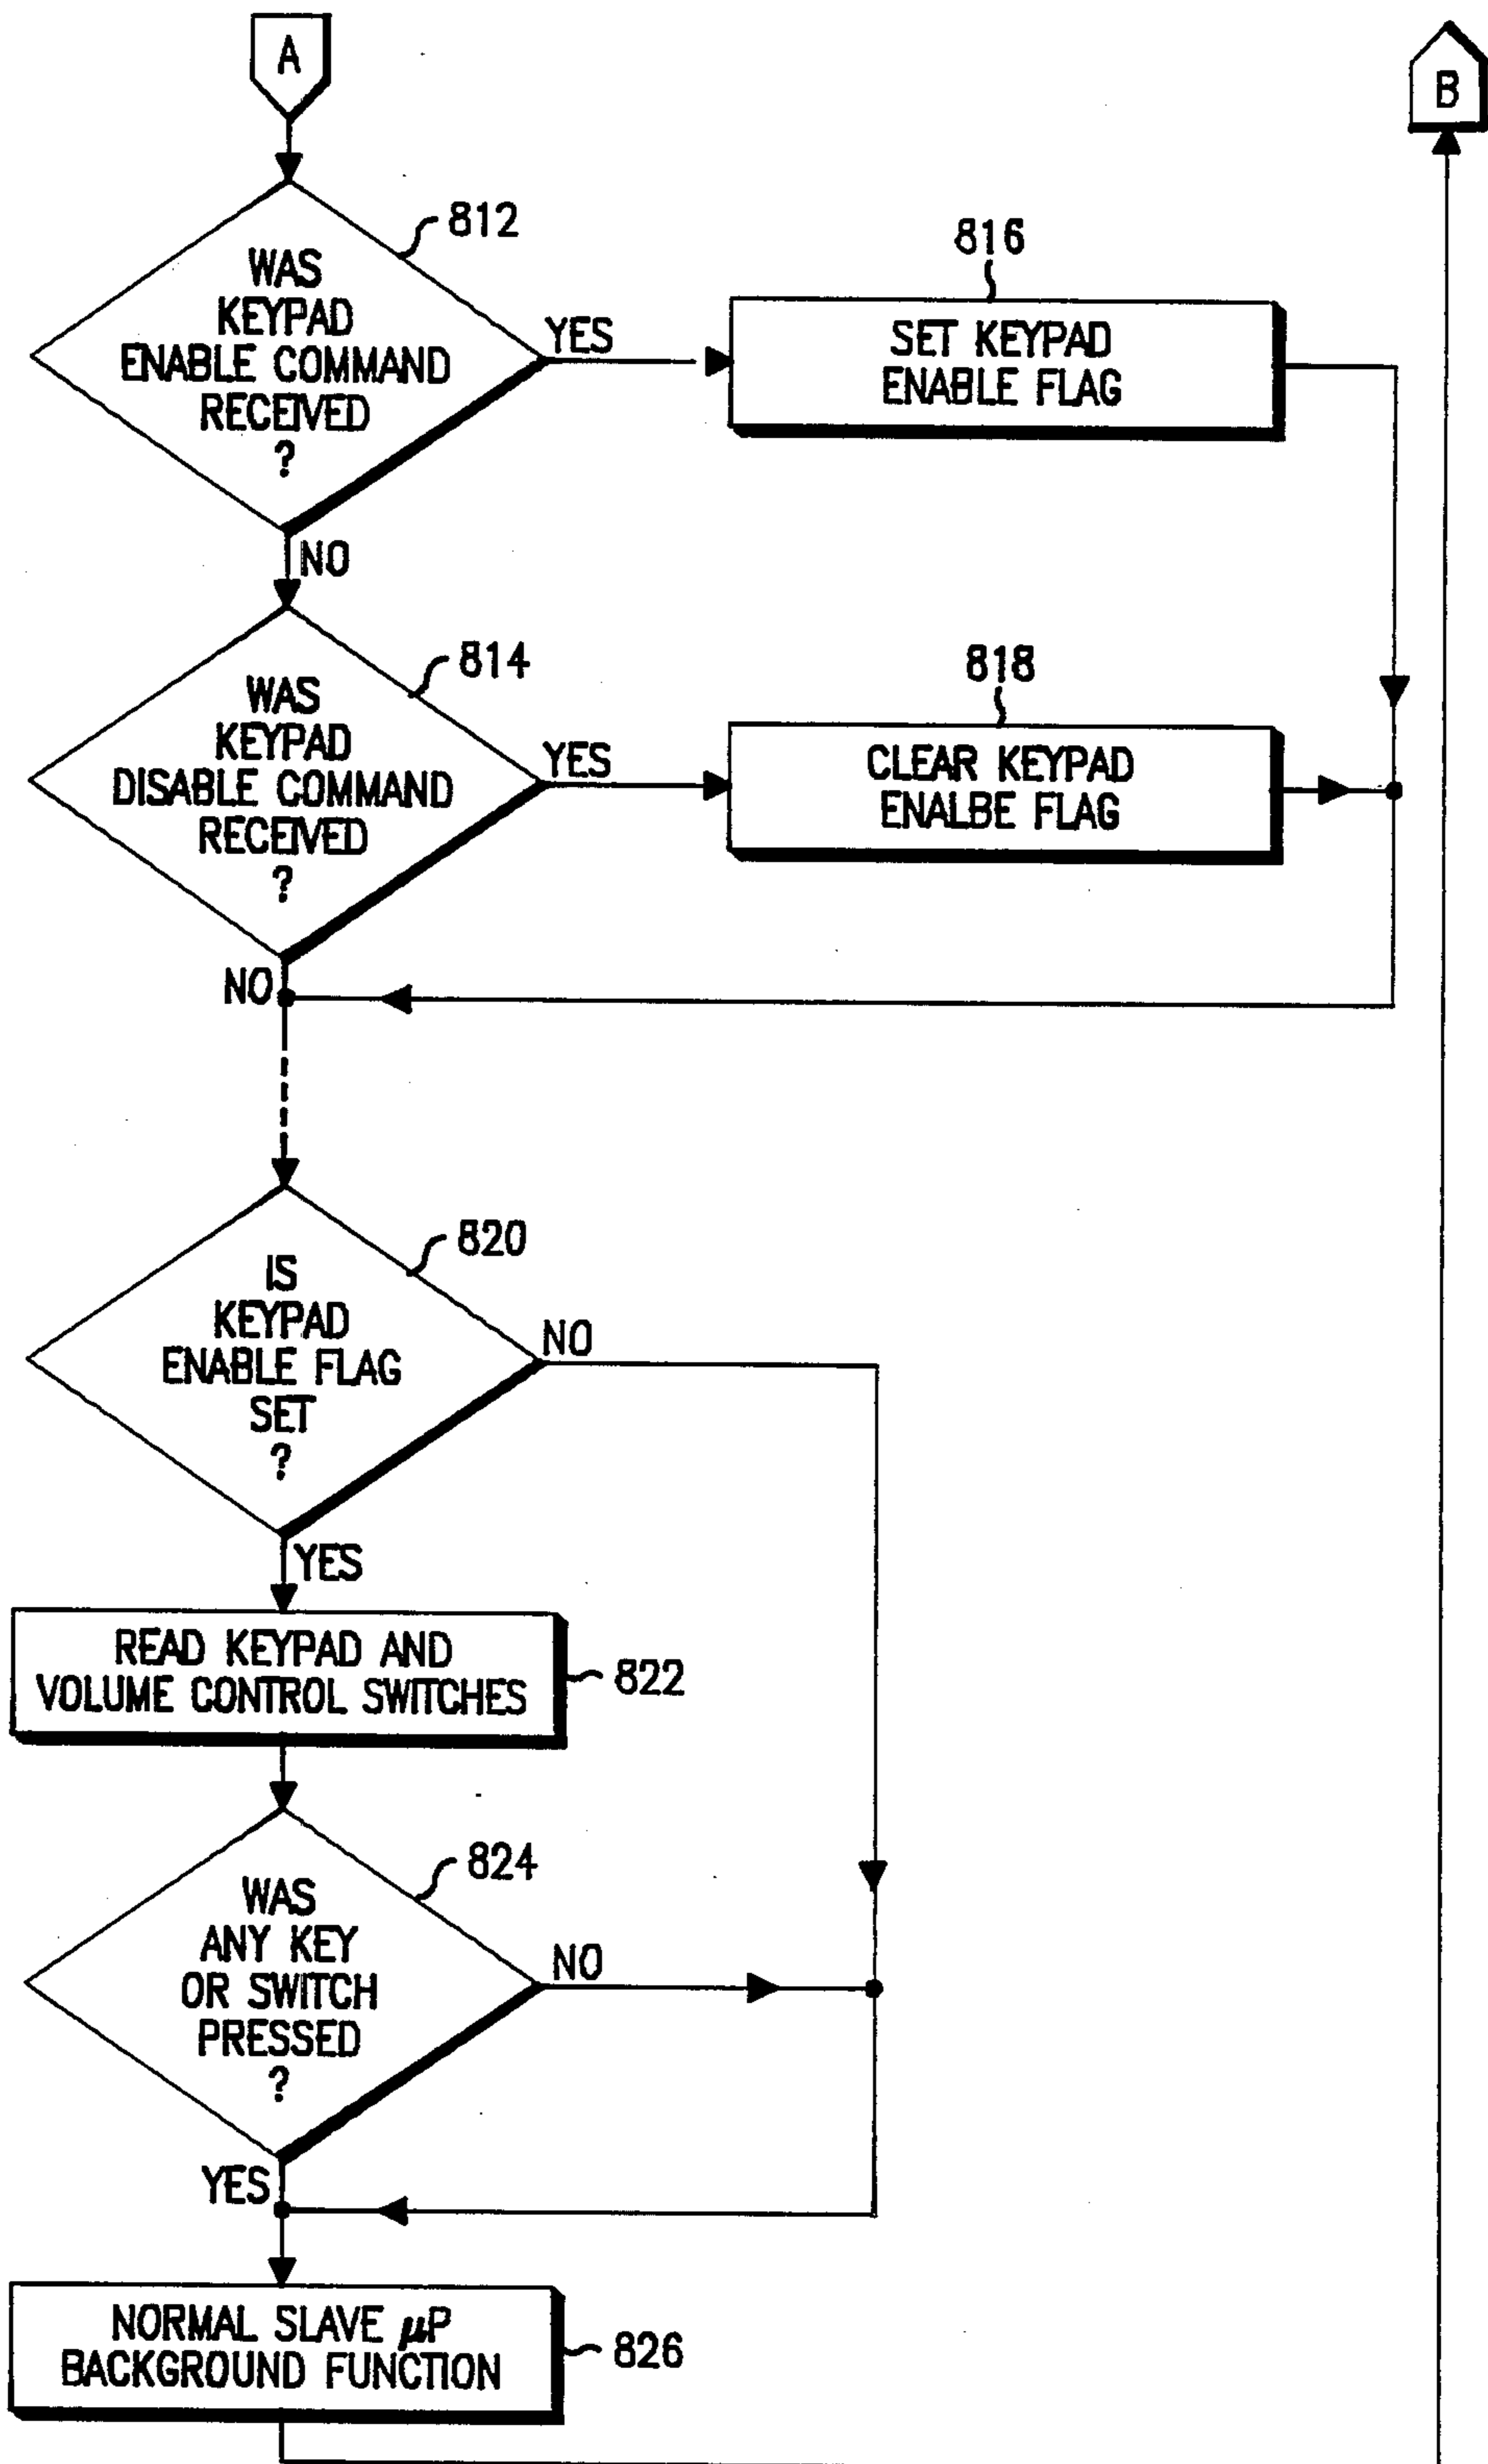 A
B
812
WAS
KEYPAD
ENABLE COMMAND
RECEIVED
?
YES
816
SET KEYPAD
ENABLE FLAG
NO
814
WAS
KEYPAD
DISABLE COMMAND
RECEIVED
?
YES
818
CLEAR KEYPAD
ENALBE FLAG
NO
820
IS
KEYPAD
ENABLE FLAG
SET
?
NO
YES
READ KEYPAD AND
VOLUME CONTROL SWITCHES
822
824
WAS
ANY KEY
OR SWITCH
PRESSED
?
NO
YES
NORMAL SLAVE µP
BACKGROUND FUNCTION
826